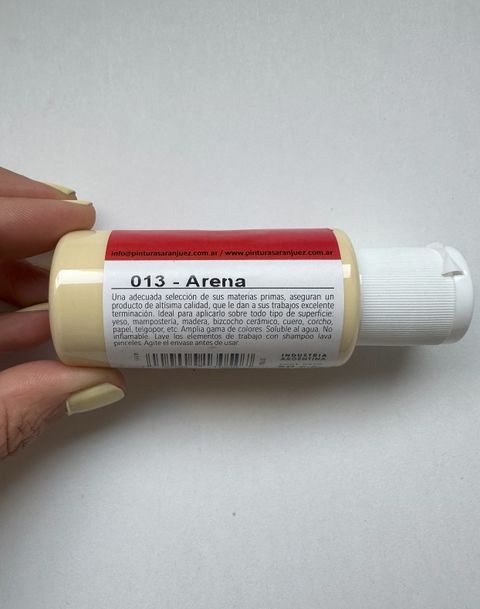 info@pinturasaranjuez.com.ar / www.pinturasaranjuez.com.ar
013 - Arena
Una adecuada selección de sus materias primas, aseguran un
producto de altísima calidad, que le dan a sus trabajos excelente
terminación. Ideal para aplicarlo sobre todo tipo de superficie:
yeso, mampostería, madera, bizcocho cerámico, cuero, corcho,
papel, telgopor, etc. Amplia gama de colores. Soluble al agua. No
inflamable. Lave los elementos de trabajo con shampoo lava
pinceles. Agite el envase antes de usar.
INDUSTRIA
ARGENTINA